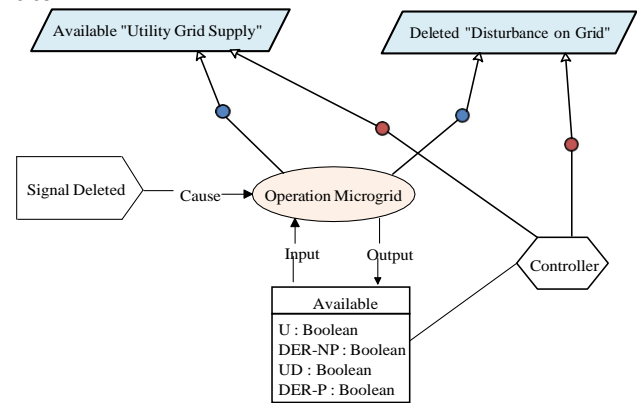 Available "Utility Grid Supply"
Deleted "Disturbance on Grid"
Signal Deleted
Cause
Operation Microgrid
Input
Output
Controller
Available
U : Boolean
DER-NP : Boolean
UD : Boolean
DER-P : Boolean